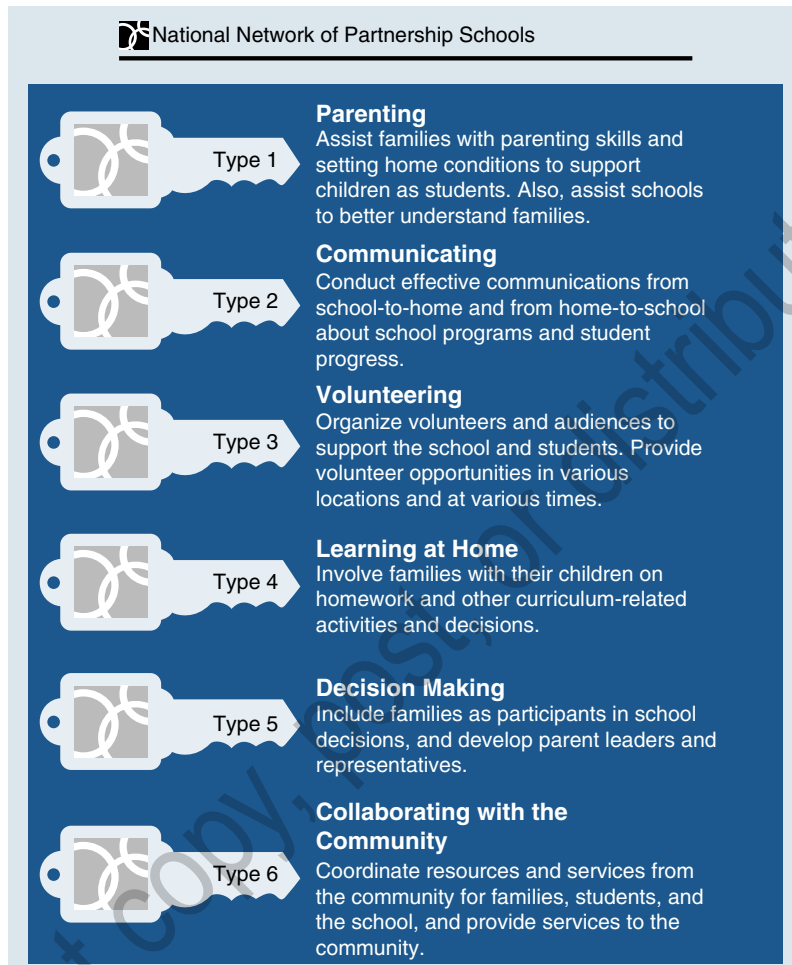 National Network of Partnership Schools
Type 1
Parenting
Assist families with parenting skills and
setting home conditions to support
children as students. Also, assist schools
to better understand families.
Type 2
Communicating
Conduct effective communications from
school-to-home and from home-to-school
about school programs and student
progress.
Type 3
Volunteering
Organize volunteers and audiences to
support the school and students. Provide
volunteer opportunities in various
locations and at various times.
Type 4
Learning at Home
Involve families with their children on
homework and other curriculum-related
activities and decisions.
Type 5
Decision Making
Include families as participants in school
decisions, and develop parent leaders and
representatives.
Type 6
Collaborating with the
Community
Coordinate resources and services from
the community for families, students, and
the school, and provide services to the
community.
copy, post, or